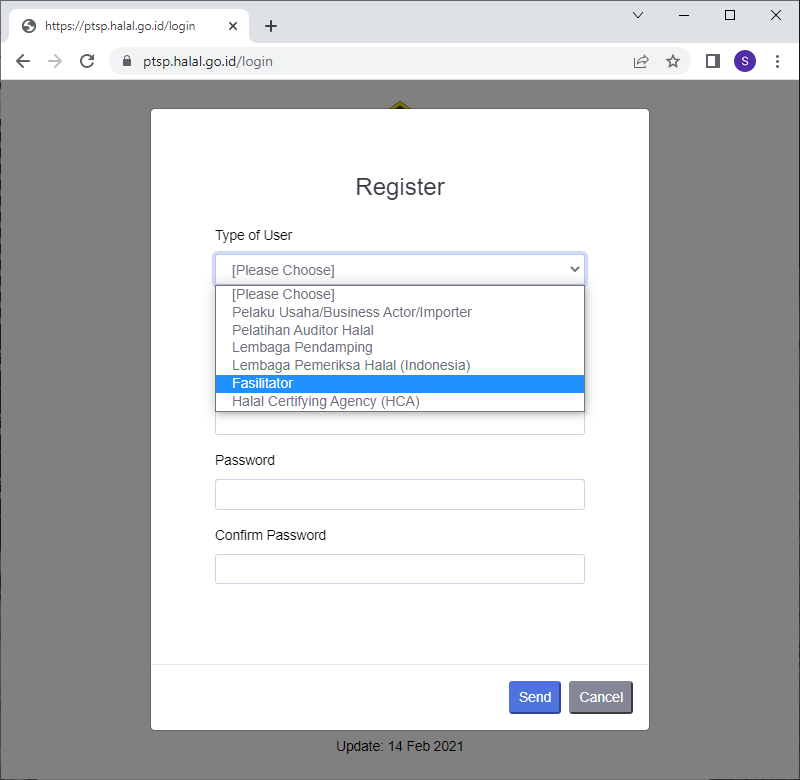 https://ptsp.halal.go.id/login
ptsp.halal.go.id/login
S
Register
Type of User
[Please Choose]
[Please Choose]
Pelaku Usaha/Business Actor/Importer
Pelatihan Auditor Halal
Lembaga Pendamping
Lembaga Pemeriksa Halal (Indonesia)
Fasilitator
Halal Certifying Agency (HCA)
Password
Confirm Password
Send Cancel
Update: 14 Feb 2021